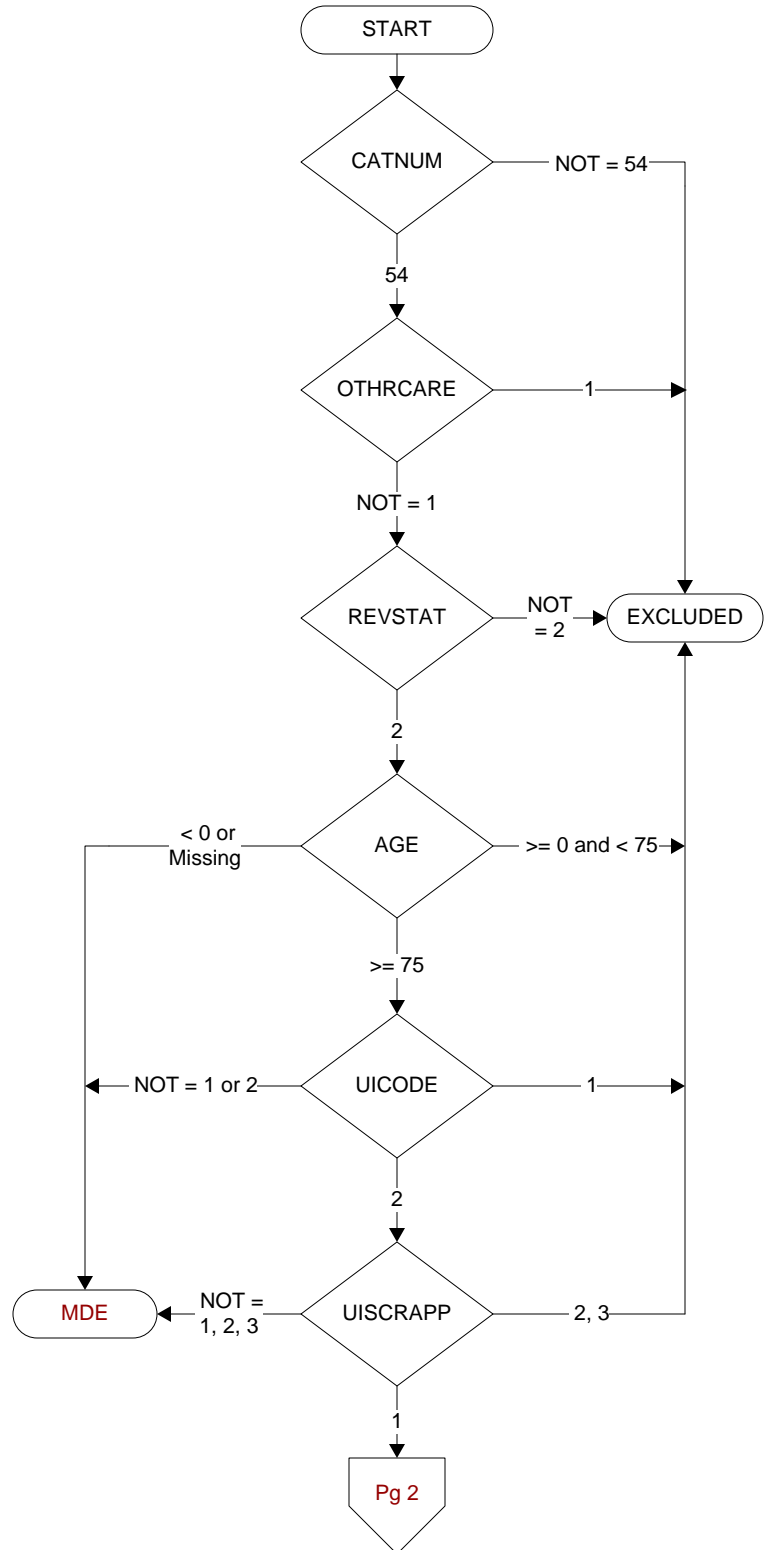 START
CATNUM
NOT = 54
54
OTHRCARE
1
NOT = 1
REVSTAT
NOT
= 2
EXCLUDED
2
< 0 or
Missing
AGE
>= 0 and < 75
>= 75
NOT = 1 or 2
UICODE
1
2
MDE
NOT =
1, 2, 3
UISCRAPP
2, 3
1
Pg 2